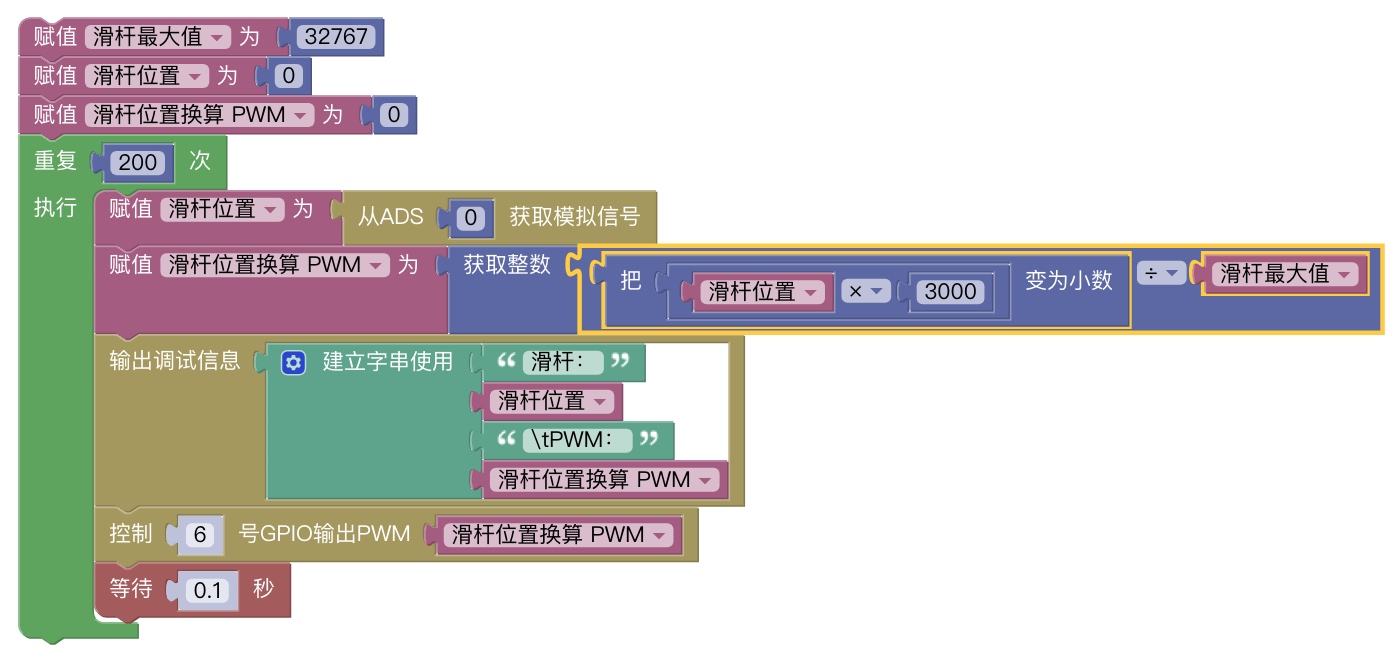 赋值 滑杆最大值 为 32767
赋值 滑杆位置 为 0
赋值 滑杆位置换算 PWM 为 0
重复 200 次
执行 赋值 滑杆位置 为 从ADS 0 获取模拟信号
赋值 滑杆位置换算 PWM 为 获取整数 把 滑杆位置 × 3000 变为小数 ÷ 滑杆最大值
输出调试信息 建立字串使用 “ 滑杆： ”
滑杆位置
“ \tPWM： ”
滑杆位置换算 PWM
控制 6 号GPIO输出PWM 滑杆位置换算 PWM
等待 0.1 秒